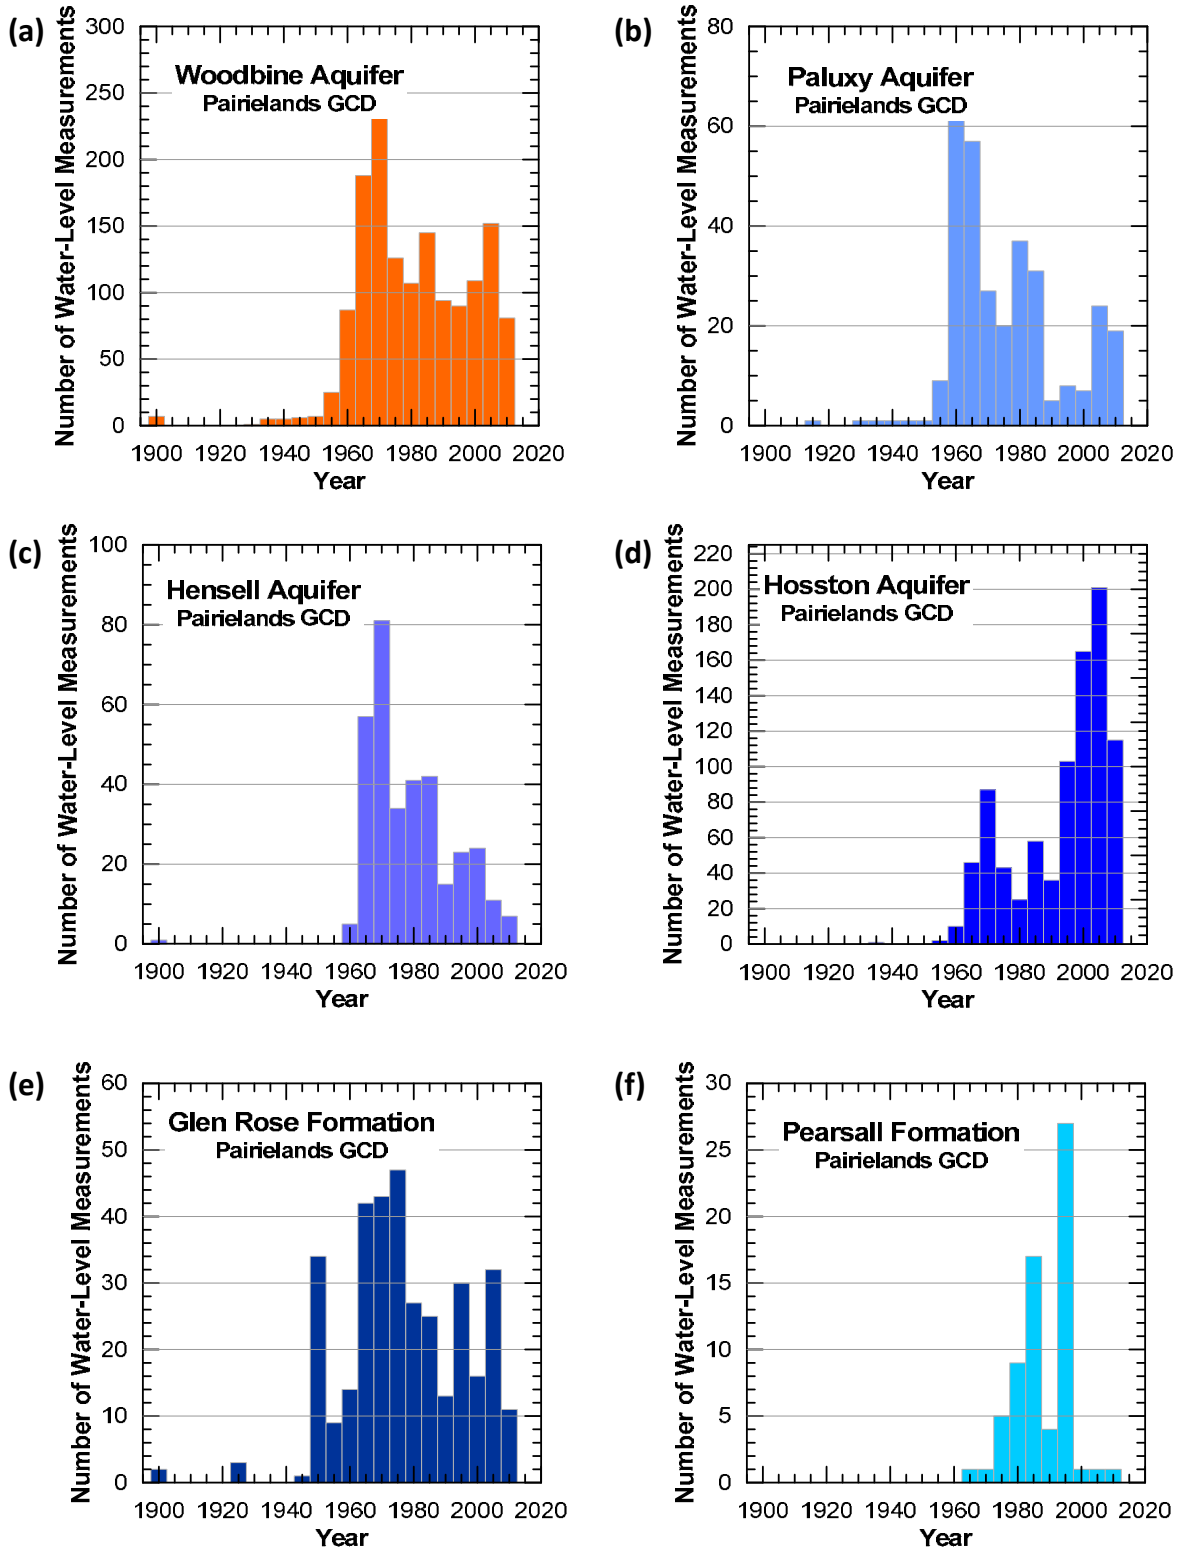 (a)
Number of Water-Level Measurements
300
250
200
150
100
50
0
Woodbine Aquifer
Pairielands GCD
1900 1920 1940 1960 1980 2000 2020
Year
(b)
Number of Water-Level Measurements
80
60
40
20
0
Paluxy Aquifer
Pairielands GCD
1900 1920 1940 1960 1980 2000 2020
Year
(c)
Number of Water-Level Measurements
100
80
60
40
20
0
Hensell Aquifer
Pairielands GCD
1900 1920 1940 1960 1980 2000 2020
Year
(d)
Number of Water-Level Measurements
220
200
180
160
140
120
100
80
60
40
20
0
Hosston Aquifer
Pairielands GCD
1900 1920 1940 1960 1980 2000 2020
Year
(e)
Number of Water-Level Measurements
60
50
40
30
20
10
0
Glen Rose Formation
Pairielands GCD
1900 1920 1940 1960 1980 2000 2020
Year
(f)
Number of Water-Level Measurements
30
25
20
15
10
5
0
Pearsall Formation
Pairielands GCD
1900 1920 1940 1960 1980 2000 2020
Year